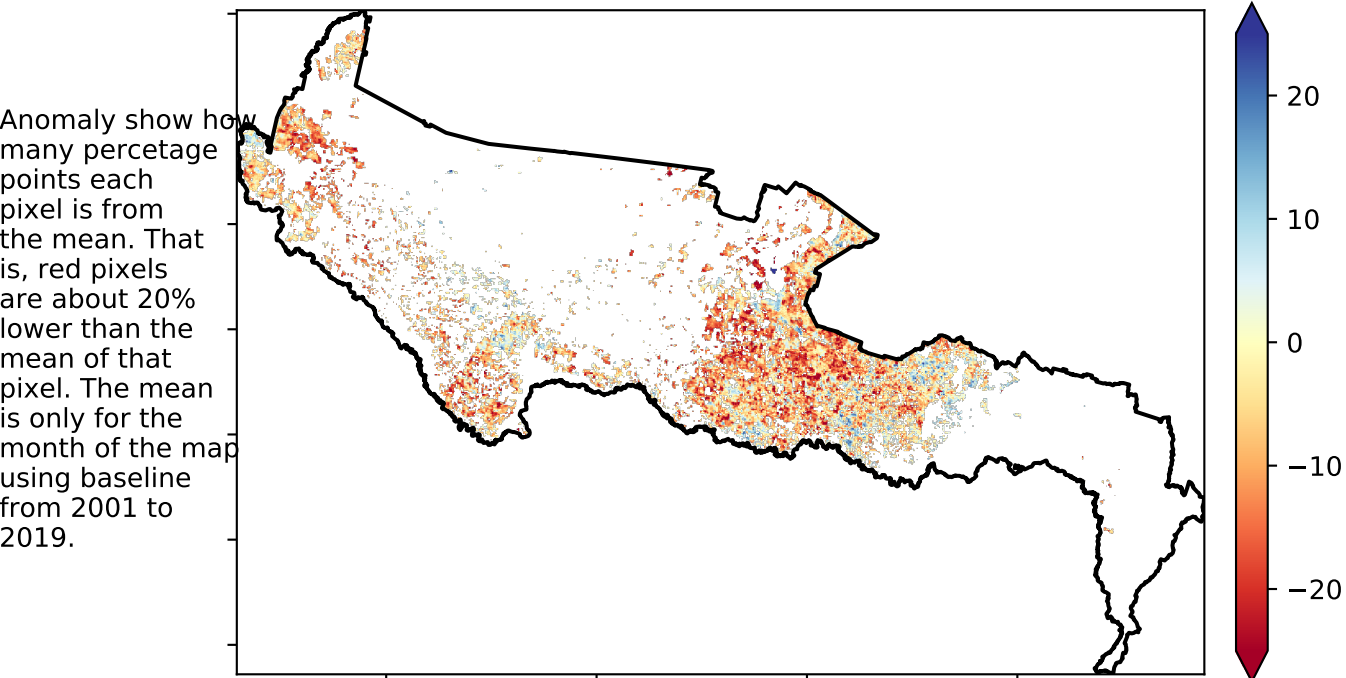 Anomaly show how
many percetage
points each
pixel is from
the mean. That
is, red pixels
are about 20%
lower than the
mean of that
pixel. The mean
is only for the
month of the map
using baseline
from 2001 to
2019.
20
10
0
−10
−20